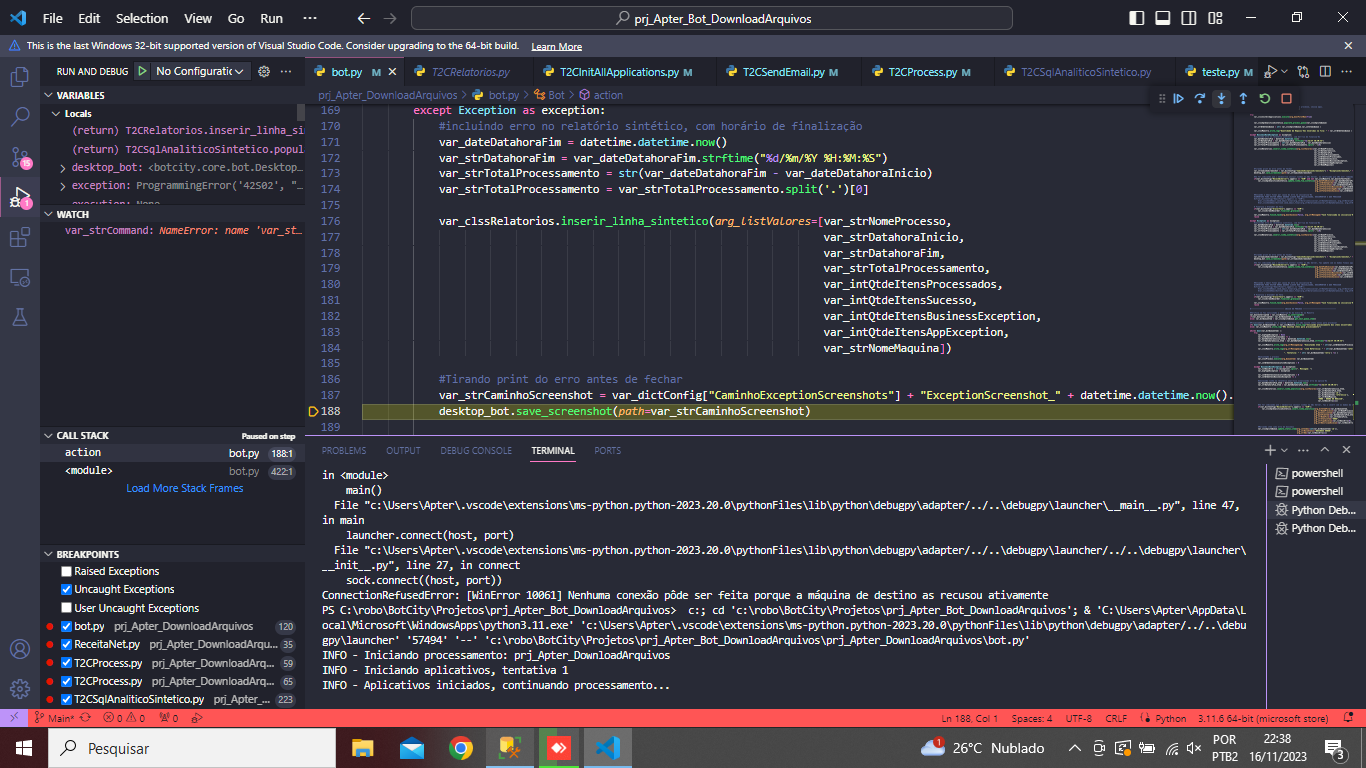 File Edit Selection View Go Run ··· prj_Apter_Bot_DownloadArquivos
This is the last Windows 32-bit supported version of Visual Studio Code. Consider upgrading to the 64-bit build. Learn More
RUN AND DEBUG No Configuratic ···
bot.py M T2CRelatorios.py T2CInitAllApplications.py M T2CSendEmail.py M T2CProcess.py M T2CSqlAnaliticoSintetico.py teste.py M
prj_Apter_DownloadArquivos > bot.py > Bot > action
VARIABLES
Locals
(return) T2CRelatorios.inserir_linha_si
(return) T2CSqlAnaliticoSintetico.popul
desktop_bot: <botcity.core.bot.Desktop...
exception: ProgrammingError('42S02', "...
execution: None
WATCH
var_strCommand: NameError: name 'var_st...
CALL STACK Paused on step
action bot.py 188:1
<module> bot.py 422:1
Load More Stack Frames
BREAKPOINTS
Raised Exceptions
Uncaught Exceptions
User Uncaught Exceptions
bot.py prj_Apter_DownloadArquivos 120
ReceitaNet.py prj_Apter_DownloadArqu... 35
T2CProcess.py prj_Apter_DownloadArq... 59
T2CProcess.py prj_Apter_DownloadArq... 65
T2CSqlAnaliticoSintetico.py prj_Apter_... 223
15
1
169 except Exception as exception:
170 #incluindo erro no relatório sintético, com horário de finalização
171 var_dateDatahoraFim = datetime.datetime.now()
172 var_strDatahoraFim = var_dateDatahoraFim.strftime("%d/%m/%Y %H:%M:%S")
173 var_strTotalProcessamento = str(var_dateDatahoraFim - var_dateDatahoraInicio)
174 var_strTotalProcessamento = var_strTotalProcessamento.split('.')[0]
175
176 var_clssRelatorios.inserir_linha_sintetico(arg_ListValores=[var_strNomeProcesso,
177 var_strDatahoraInicio,
178 var_strDatahoraFim,
179 var_strTotalProcessamento,
180 var_intQtdeItensProcessados,
181 var_intQtdeItensSucesso,
182 var_intQtdeItensBusinessException,
183 var_intQtdeItensAppException,
184 var_strNomeMaquina])
185
186 #Tirando print do erro antes de fechar
187 var_strCaminhoScreenshot = var_dictConfig["CaminhoExceptionScreenshots"] + "ExceptionScreenshot_" + datetime.datetime.now().
188 desktop_bot.save_screenshot(path=var_strCaminhoScreenshot)
189
PROBLEMS OUTPUT DEBUG CONSOLE TERMINAL PORTS
in <module>
main()
File "c:\Users\Apter\.vscode\extensions\ms-python.python-2023.20.0\pythonFiles\lib\python\debugpy\adapter/../..\debugpy\launcher\__main__.py", line 47,
in main
launcher.connect(host, port)
File "c:\Users\Apter\.vscode\extensions\ms-python.python-2023.20.0\pythonFiles\lib\python\debugpy\adapter/../..\debugpy\launcher/../..\debugpy\launcher\
__init__.py", line 27, in connect
sock.connect((host, port))
ConnectionRefusedError: [WinError 10061] Nenhuma conexão pôde ser feita porque a máquina de destino as recusou ativamente
PS C:\robo\BotCity\Projetos\prj_Apter_Bot_DownloadArquivos> c:; cd 'c:\robo\BotCity\Projetos\prj_Apter_Bot_DownloadArquivos'; & 'C:\Users\Apter\AppData\L
ocal\Microsoft\WindowsApps\python3.11.exe' 'c:\Users\Apter\.vscode\extensions\ms-python.python-2023.20.0\pythonFiles\lib\python\debugpy\adapter/../..\debu
gpy\launcher' '57494' '--' 'c:\robo\BotCity\Projetos\prj_Apter_Bot_DownloadArquivos\prj_Apter_DownloadArquivos\bot.py'
INFO - Iniciando processamento: prj_Apter_DownloadArquivos
INFO - Iniciando aplicativos, tentativa 1
INFO - Aplicativos iniciados, continuando processamento...
powershell
powershell
Python Deb...
Python Deb...
Main* 0 0 0 Ln 188, Col 1 Spaces: 4 UTF-8 CRLF Python 3.11.6 64-bit (microsoft store)
Pesquisar 1 26°C Nublado POR 22:38
PTB2 16/11/2023 3